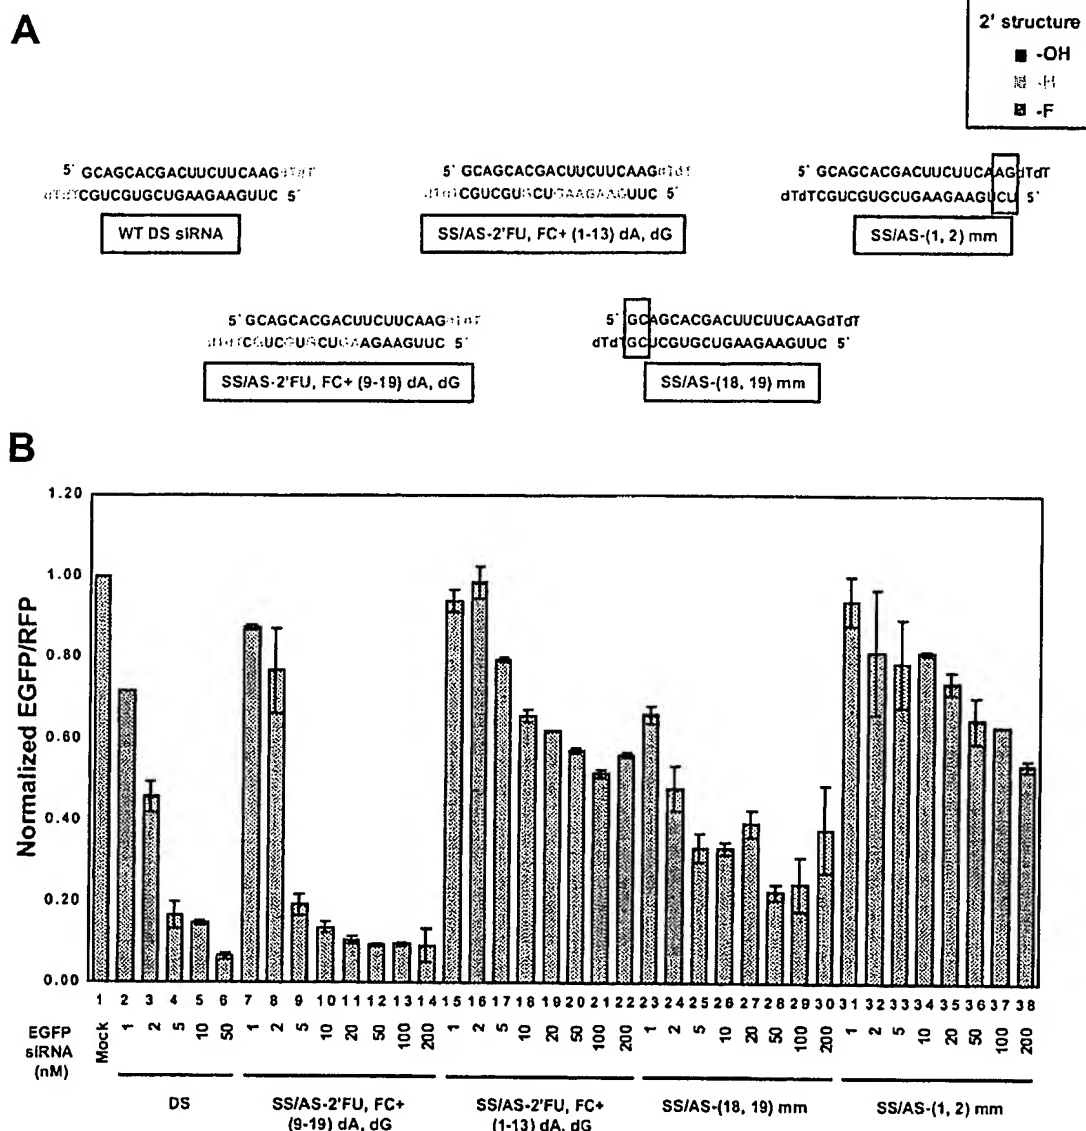 A
2' structure
-OH
-H
-F
5' GCAGCACGACUUCUUCAAGdTdT
dTdTCGUCGUGCUGAAGAAGUUC 5'
WT DS siRNA
5' GCAGCACGACUUCUUCAAGdTdT
dTdTCGUCGUGCUGAAGAAGUUC 5'
SS/AS-2'FU, FC+ (1-13) dA, dG
5' GCAGCACGACUUCUUCAAGdTdT
dTdTCGUCGUGCUGAAGAAGUCU 5'
SS/AS-(1, 2) mm
5' GCAGCACGACUUCUUCAAGdTdT
dTdTCGUCGUGCUGAAGAAGUUC 5'
SS/AS-2'FU, FC+ (9-19) dA, dG
5' GCAGCACGACUUCUUCAAGdTdT
dTdTGCUCGUGCUGAAGAAGUUC 5'
SS/AS-(18, 19) mm
B
Normalized EGFP/RFP
1.20
1.00
0.80
0.60
0.40
0.20
0.00
1 2 3 4 5 6 7 8 9 10 11 12 13 14 15 16 17 18 19 20 21 22 23 24 25 26 27 28 29 30 31 32 33 34 35 36 37 38
EGFP siRNA (nM)
Mock 1 2 5 10 50 1 2 5 10 20 50 100 200 1 2 5 10 20 50 100 200 1 2 5 10 20 50 100 200 1 2 5 10 20 50 100 200
DS
SS/AS-2'FU, FC+
(9-19) dA, dG
SS/AS-2'FU, FC+
(1-13) dA, dG
SS/AS-(18, 19) mm
SS/AS-(1, 2) mm